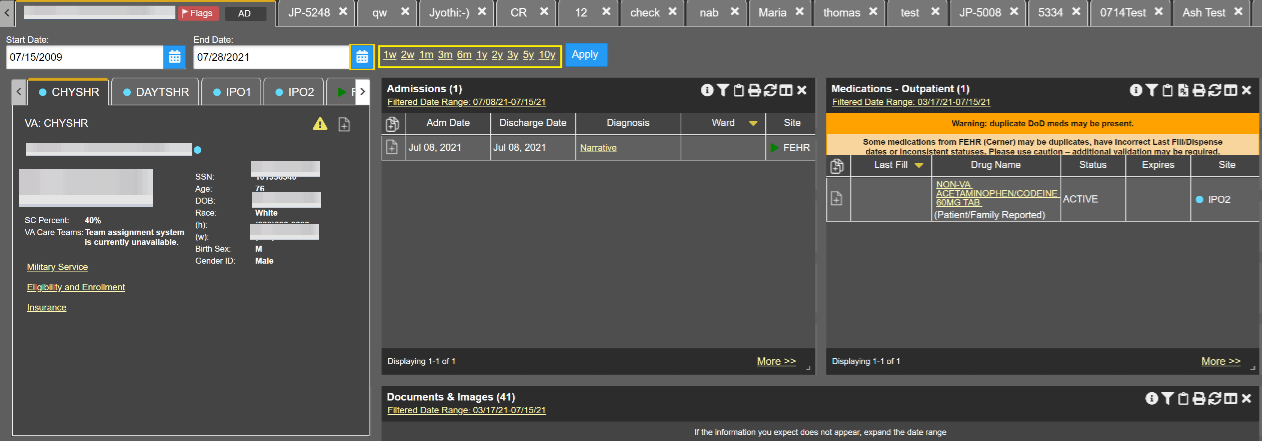 Flags AD JP-5248 qw Jyothi:-) CR 12 check nab Maria thomas test JP-5008 5334 0714Test Ash Test
Start Date: End Date:
07/15/2009 07/28/2021 1w 2w 1m 3m 6m 1y 2y 3y 5y 10y Apply
CHYSHR DAYTSHR IPO1 IPO2
VA: CHYSHR
SSN:
Age: 76
DOB:
Race: White
(h):
(w):
Birth Sex: M
Gender ID: Male
SC Percent: 40%
VA Care Teams: Team assignment system
is currently unavailable.
Military Service
Eligibility and Enrollment
Insurance
Admissions (1)
Filtered Date Range: 07/08/21-07/15/21
Adm Date Discharge Date Diagnosis Ward Site
Jul 08, 2021 Jul 08, 2021 Narrative FEHR
Displaying 1-1 of 1 More >>
Medications - Outpatient (1)
Filtered Date Range: 03/17/21-07/15/21
Warning: duplicate DoD meds may be present.
Some medications from FEHR (Cerner) may be duplicates, have incorrect Last Fill/Dispense
dates or inconsistent statuses. Please use caution – additional validation may be required.
Last Fill Drug Name Status Expires Site
NON-VA
ACETAMINOPHEN/CODEINE
60MG TAB
(Patient/Family Reported) ACTIVE IPO2
Displaying 1-1 of 1 More >>
Documents & Images (41)
Filtered Date Range: 03/17/21-07/15/21
If the information you expect does not appear, expand the date range